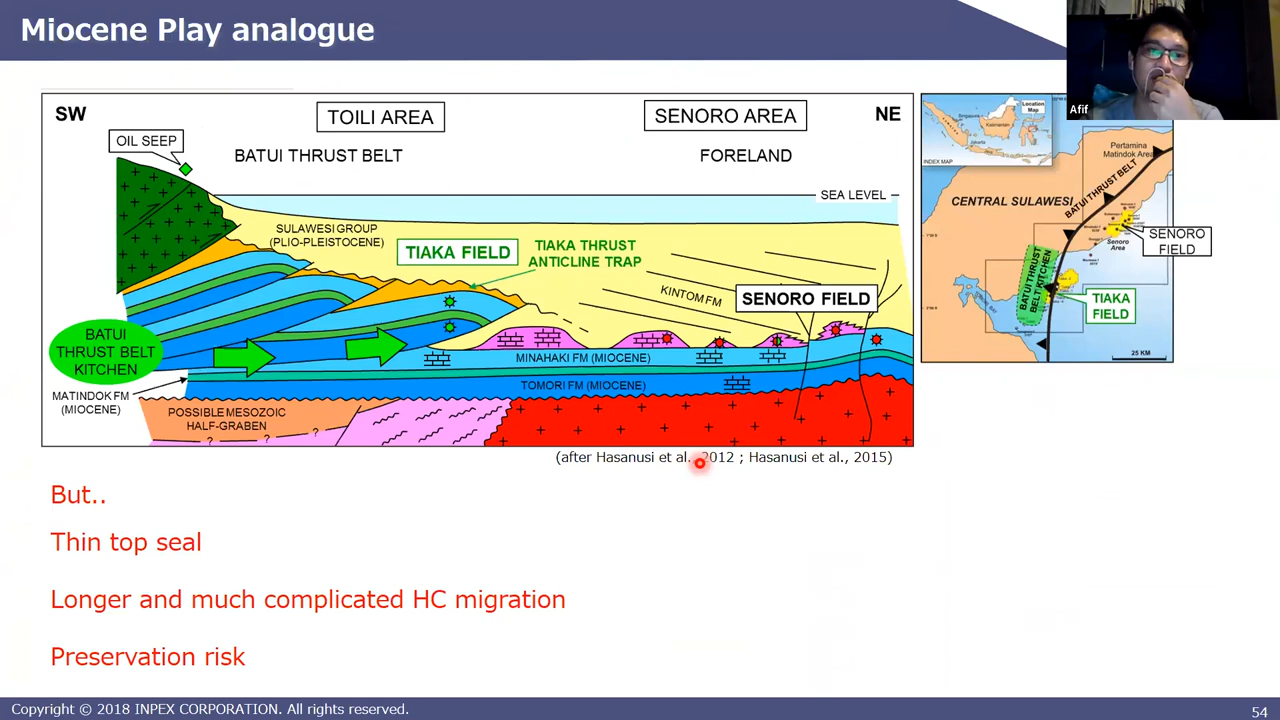 Miocene Play analogue
Afif
SW
TOILI AREA
SENORO AREA
NE
OIL SEEP
BATUI THRUST BELT
FORELAND
SEA LEVEL
SULAWESI GROUP
(PLIO-PLEISTOCENE)
TIAKA FIELD
TIAKA THRUST
ANTICLINE TRAP
KINTOM FM
SENORO FIELD
BATUI
THRUST BELT
KITCHEN
MINAHAKI FM (MIOCENE)
TOMORI FM (MIOCENE)
MATINDOK FM
(MIOCENE)
POSSIBLE MESOZOIC
HALF-GRABEN
? ? ?
Location
Map
Kalimantan
Jakarta
INDEX MAP
Pertamina
Matindok Area
BATUI THRUST BELT
CENTRAL SULAWESI
Senoro
Area
SENORO
FIELD
BATUI THRUST
BELT KITCHEN
TIAKA
FIELD
25 KM
(after Hasanusi et al., 2012 ; Hasanusi et al., 2015)
But..
Thin top seal
Longer and much complicated HC migration
Preservation risk
Copyright © 2018 INPEX CORPORATION. All rights reserved.
54